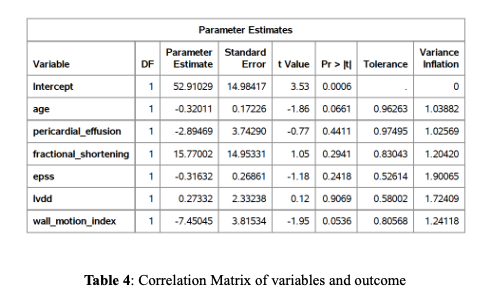 Parameter Estimates
Variable DF Parameter Estimate Standard Error t Value Pr > |t| Tolerance Variance Inflation
Intercept 1 52.91029 14.98417 3.53 0.0006 . 0
age 1 -0.32011 0.17226 -1.86 0.0661 0.96263 1.03882
pericardial_effusion 1 -2.89469 3.74290 -0.77 0.4411 0.97495 1.02569
fractional_shortening 1 15.77002 14.95331 1.05 0.2941 0.83043 1.20420
epss 1 -0.31632 0.26861 -1.18 0.2418 0.52614 1.90065
lvdd 1 0.27332 2.33238 0.12 0.9069 0.58002 1.72409
wall_motion_index 1 -7.45045 3.81534 -1.95 0.0536 0.80568 1.24118
Table 4: Correlation Matrix of variables and outcome